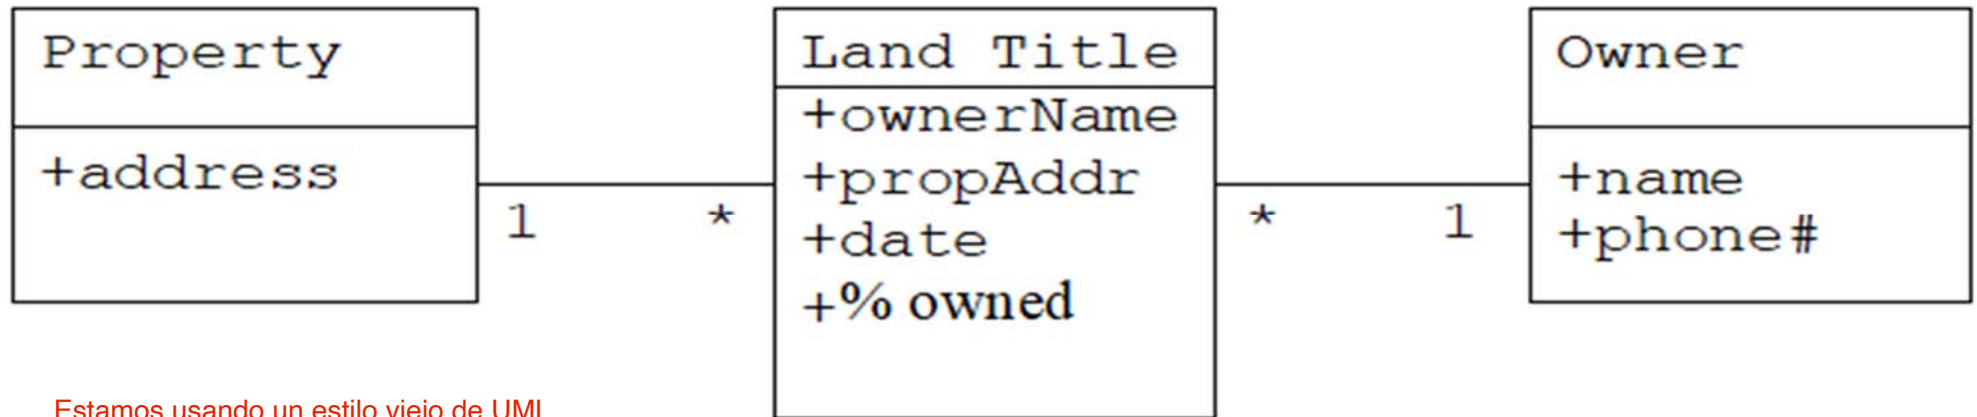 Property
+address
1
*
Land Title
+ownerName
+propAddr
+date
+% owned
*
1
Owner
+name
+phone#
Estamos usando un estilo viejo de UML